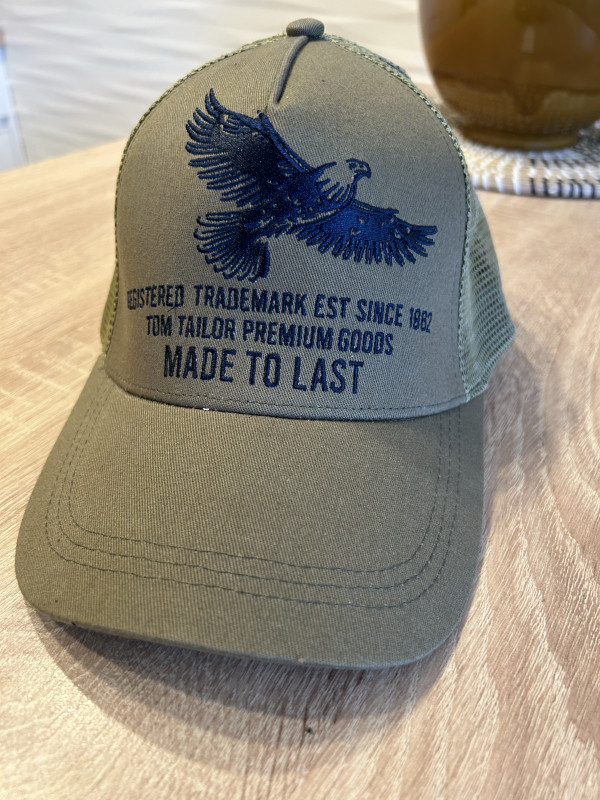 REGISTERED TRADEMARK EST SINCE 1962
TOM TAILOR PREMIUM GOODS
MADE TO LAST